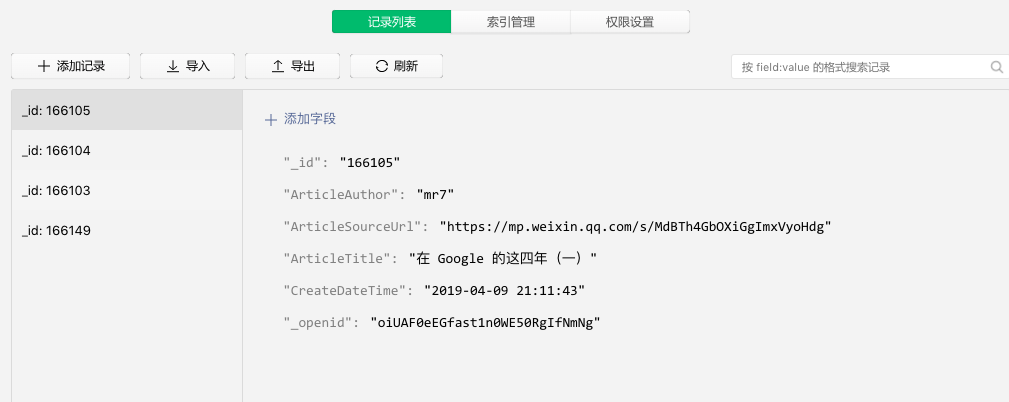 记录列表 索引管理 权限设置
添加记录 导入 导出 刷新 按 field:value 的格式搜索记录
_id: 166105
_id: 166104
_id: 166103
_id: 166149
添加字段
"_id": "166105"
"ArticleAuthor": "mr7"
"ArticleSourceUrl": "https://mp.weixin.qq.com/s/MdBTh4GbOXiGgImxVyoHdg"
"ArticleTitle": "在 Google 的这四年（一）"
"CreateDateTime": "2019-04-09 21:11:43"
"_openid": "oiUAF0eEGfast1n0WE50RgIfNmNg"